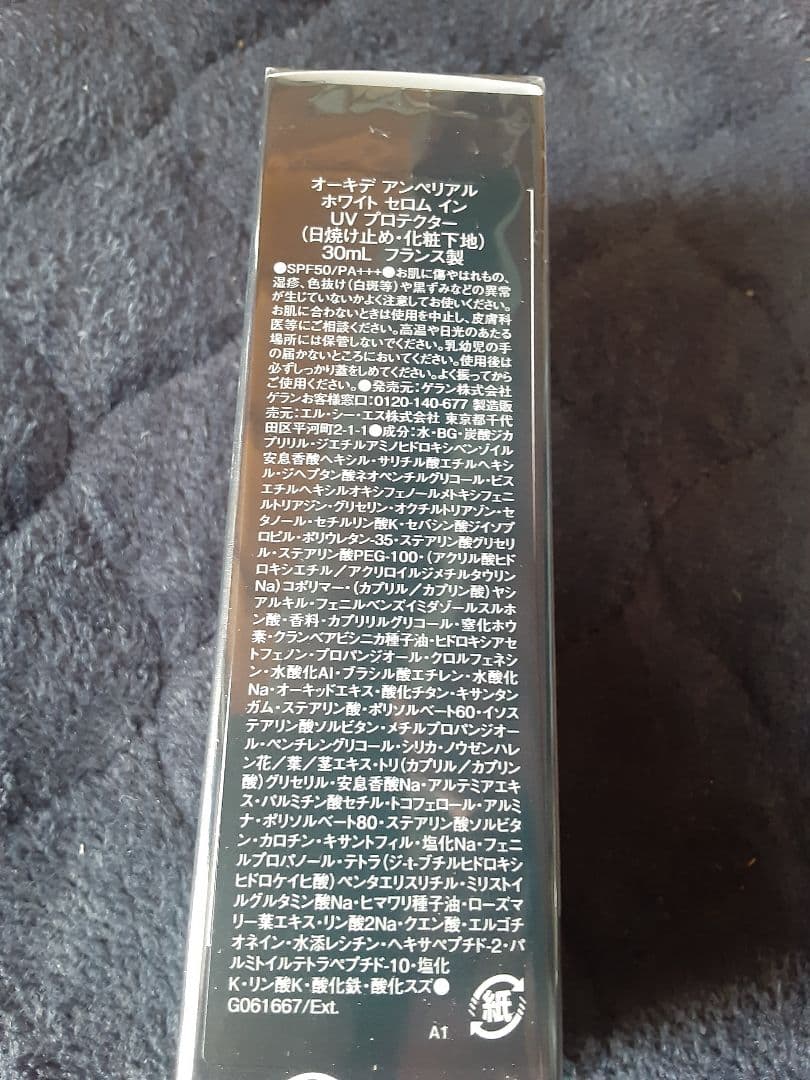 オーキデ アンペリアル
ホワイト セロム イン
UV プロテクター
(日焼け止め・化粧下地)
30mL フランス製
●SPF50/PA+++●お肌に傷やはれもの、
湿疹、色抜け(白斑等)や黒ずみなどの異常
が生じていないかよく注意してお使いください。
お肌に合わないときは使用を中止し、皮膚科
医等にご相談ください。高温や日光のあたる
場所には保管しないでください。乳幼児の手
の届かないところにおいてください。使用後は
必ずしっかり蓋をしめてください。よく振ってから
ご使用ください。●発売元:ゲラン株式会社
ゲランお客様窓口:0120-140-677 製造販
売元:エル・シー・エス株式会社 東京都千代
田区平河町2-1-1●成分:水・BG・炭酸ジカ
プリリル・ジエチルアミノヒドロキシベンゾイル
安息香酸ヘキシル・サリチル酸エチルヘキシ
ル・ジヘプタン酸ネオペンチルグリコール・ビス
エチルヘキシルオキシフェノールメトキシフェニ
ルトリアジン・グリセリン・オクチルトリアゾン・セ
タノール・セチルリン酸K・セバシン酸ジイソプ
ロピル・ポリウレタン-35・ステアリン酸グリセリ
ル・ステアリン酸PEG-100・(アクリル酸ヒド
ロキシエチル/アクリロイルジメチルタウリン
Na)コポリマー・(カプリル/カプリン酸)ヤシ
アルキル・フェニルベンズイミダゾールスルホ
ン酸・香料・カプリリルグリコール・窒化ホウ
素・クランベアビシニカ種子油・ヒドロキシアセ
トフェノン・プロパンジオール・クロルフェネシ
ン・水酸化Al・ブラシル酸エチレン・水酸化
Na・オーキッドエキス・酸化チタン・キサンタン
ガム・ステアリン酸・ポリソルベート60・イソス
テアリン酸ソルビタン・メチルプロパンジオー
ル・ペンチレングリコール・シリカ・ノウゼンハレ
ン花/葉/茎エキス・トリ(カプリル/カプリン
酸)グリセリル・安息香酸Na・アルテミアエキ
ス・パルミチン酸セチル・トコフェロール・アルミ
ナ・ポリソルベート80・ステアリン酸ソルビタ
ン・カロチン・キサントフィル・塩化Na・フェニ
ルプロパノール・テトラ(ジ-t-ブチルヒドロキシ
ヒドロケイヒ酸)ペンタエリスリチル・ミリストイ
ルグルタミン酸Na・ヒマワリ種子油・ローズマ
リー葉エキス・リン酸2Na・クエン酸・エルゴチ
オネイン・水添レシチン・ヘキサペプチド-2・パ
ルミトイルテトラペプチド-10・塩化
K・リン酸K・酸化鉄・酸化スズ●
G061667/Ext.
紙
A1